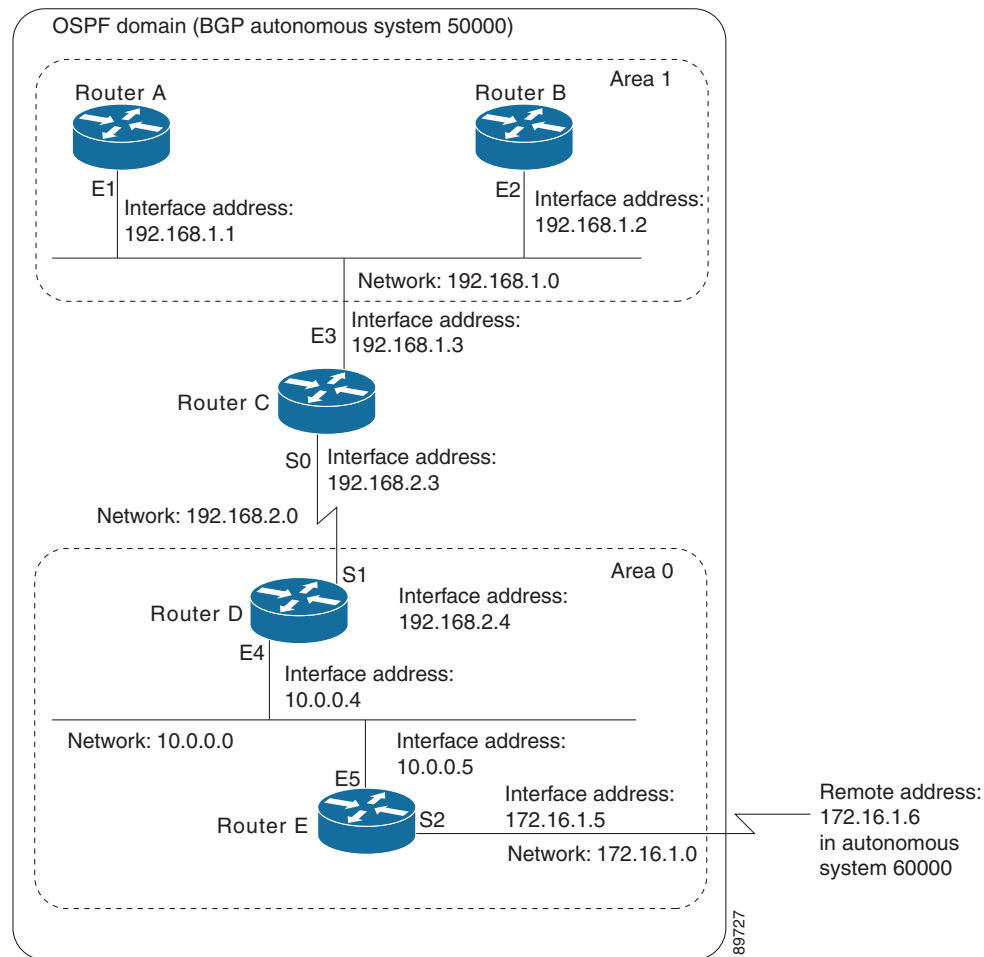 OSPF domain (BGP autonomous system 50000)
Area 1
Router A
Router B
E1
E2
Interface address:
192.168.1.1
Interface address:
192.168.1.2
Network: 192.168.1.0
E3
Interface address:
192.168.1.3
Router C
S0
Interface address:
192.168.2.3
Network: 192.168.2.0
Area 0
S1
Router D
Interface address:
192.168.2.4
E4
Interface address:
10.0.0.4
Network: 10.0.0.0
Interface address:
10.0.0.5
E5
Router E
S2
Interface address:
172.16.1.5
Network: 172.16.1.0
Remote address:
172.16.1.6
in autonomous
system 60000
89727